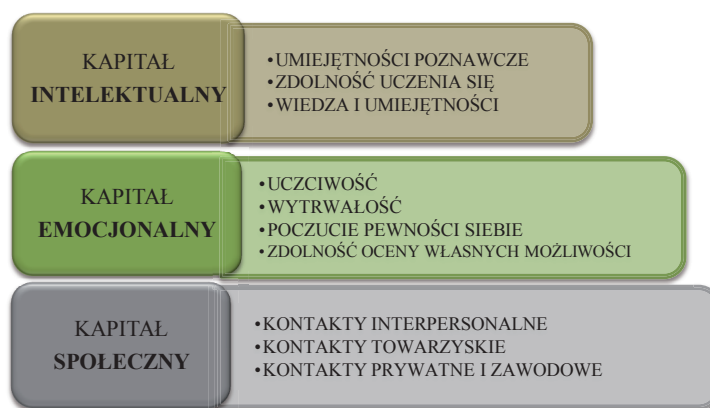 KAPITAŁ
INTELEKTUALNY
•UMIEJĘTNOŚCI POZNAWCZE
•ZDOLNOŚĆ UCZENIA SIĘ
•WIEDZA I UMIEJĘTNOŚCI
KAPITAŁ
EMOCJONALNY
•UCZCIWOŚĆ
•WYTRWAŁOŚĆ
•POCZUCIE PEWNOŚCI SIEBIE
•ZDOLNOŚĆ OCENY WŁASNYCH MOŻLIWOŚCI
KAPITAŁ
SPOŁECZNY
•KONTAKTY INTERPERSONALNE
•KONTAKTY TOWARZYSKIE
•KONTAKTY PRYWATNE I ZAWODOWE